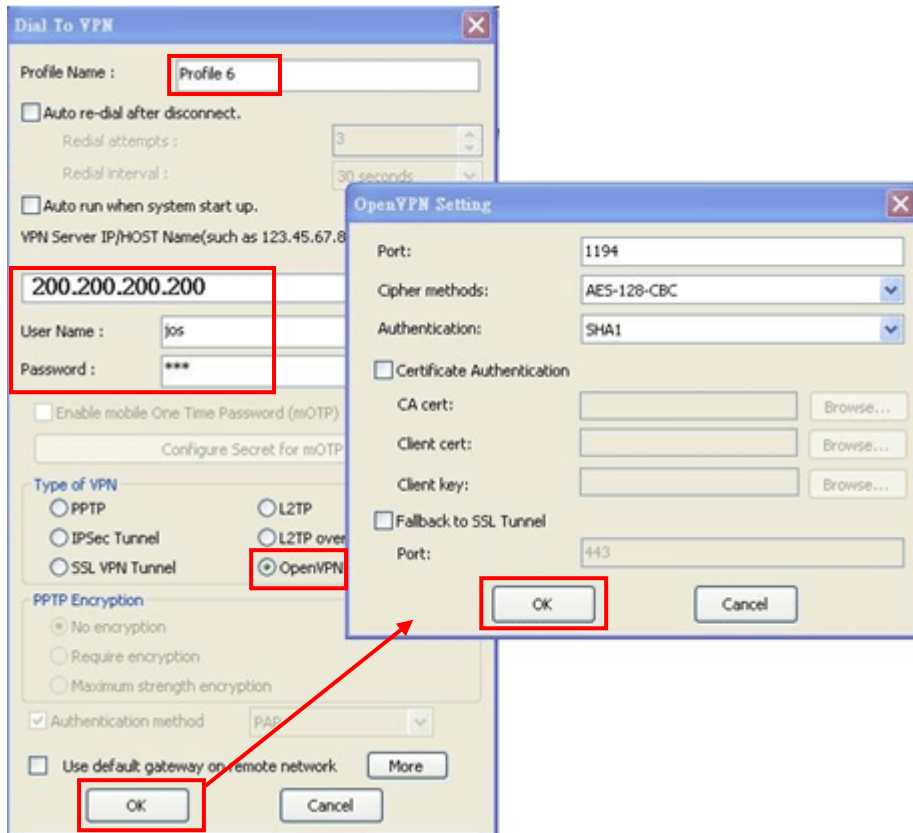 Dial To VPN
Profile Name :
Profile 6
Auto re-dial after disconnect.
Redial attempts :
3
Redial interval :
30 seconds
Auto run when system start up.
VPN Server IP/HOST Name(such as 123.45.67.8
200.200.200.200
User Name :
jos
Password :
***
Enable mobile One Time Password (mOTP)
Configure Secret for mOTP
Type of VPN
PPTP
L2TP
IPSec Tunnel
L2TP over
SSL VPN Tunnel
OpenVPN
PPTP Encryption
No encryption
Require encryption
Maximum strength encryption
Authentication method
PAP
Use default gateway on remote network
More
OK
Cancel
OpenVPN Setting
Port:
1194
Cipher methods:
AES-128-CBC
Authentication:
SHA1
Certificate Authentication
CA cert:
Browse...
Client cert:
Browse...
Client key:
Browse...
Fallback to SSL Tunnel
Port:
443
OK
Cancel